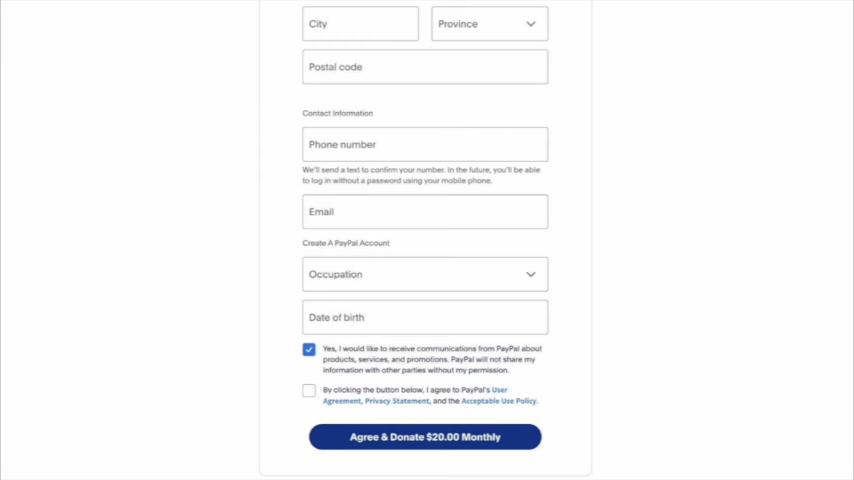 City
Province
Postal code
Contact Information
Phone number
We'll send a text to confirm your number. In the future, you'll be able
to log in without a password using your mobile phone.
Email
Create A PayPal Account
Occupation
Date of birth
Yes, I would like to receive communications from PayPal about
products, services, and promotions. PayPal will not share my
information with other parties without my permission.
By clicking the button below, I agree to PayPal's User
Agreement, Privacy Statement, and the Acceptable Use Policy.
Agree & Donate $20.00 Monthly